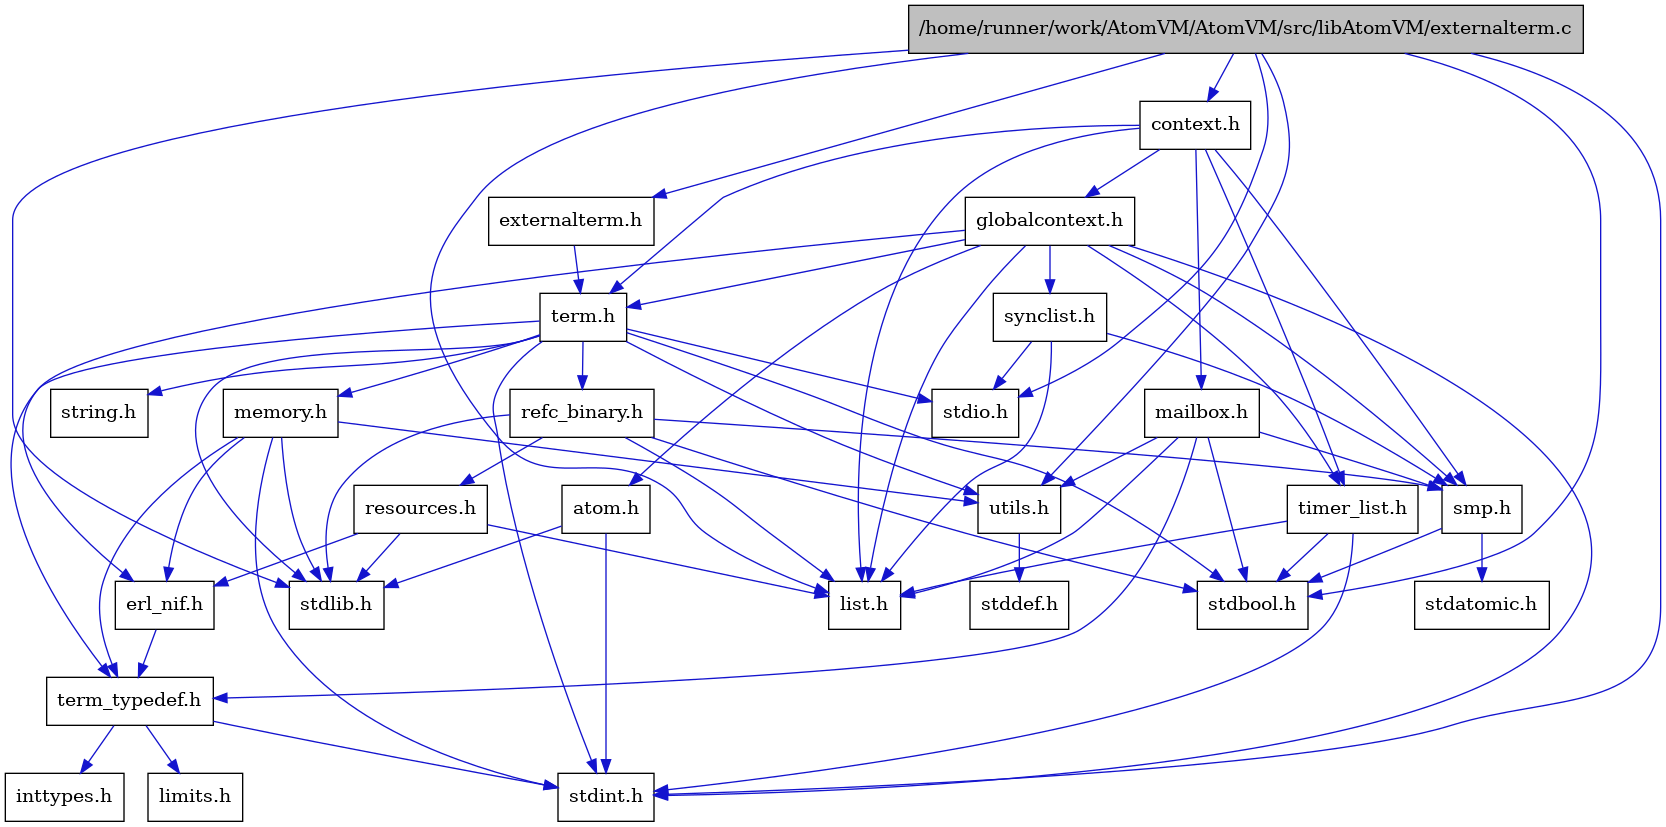 /home/runner/work/AtomVM/AtomVM/src/libAtomVM/externalterm.c
context.h
externalterm.h
globalcontext.h
term.h
synclist.h
string.h
memory.h
refc_binary.h
stdio.h
mailbox.h
resources.h
atom.h
utils.h
timer_list.h
smp.h
erl_nif.h
stdlib.h
list.h
stddef.h
stdbool.h
stdatomic.h
term_typedef.h
inttypes.h
limits.h
stdint.h